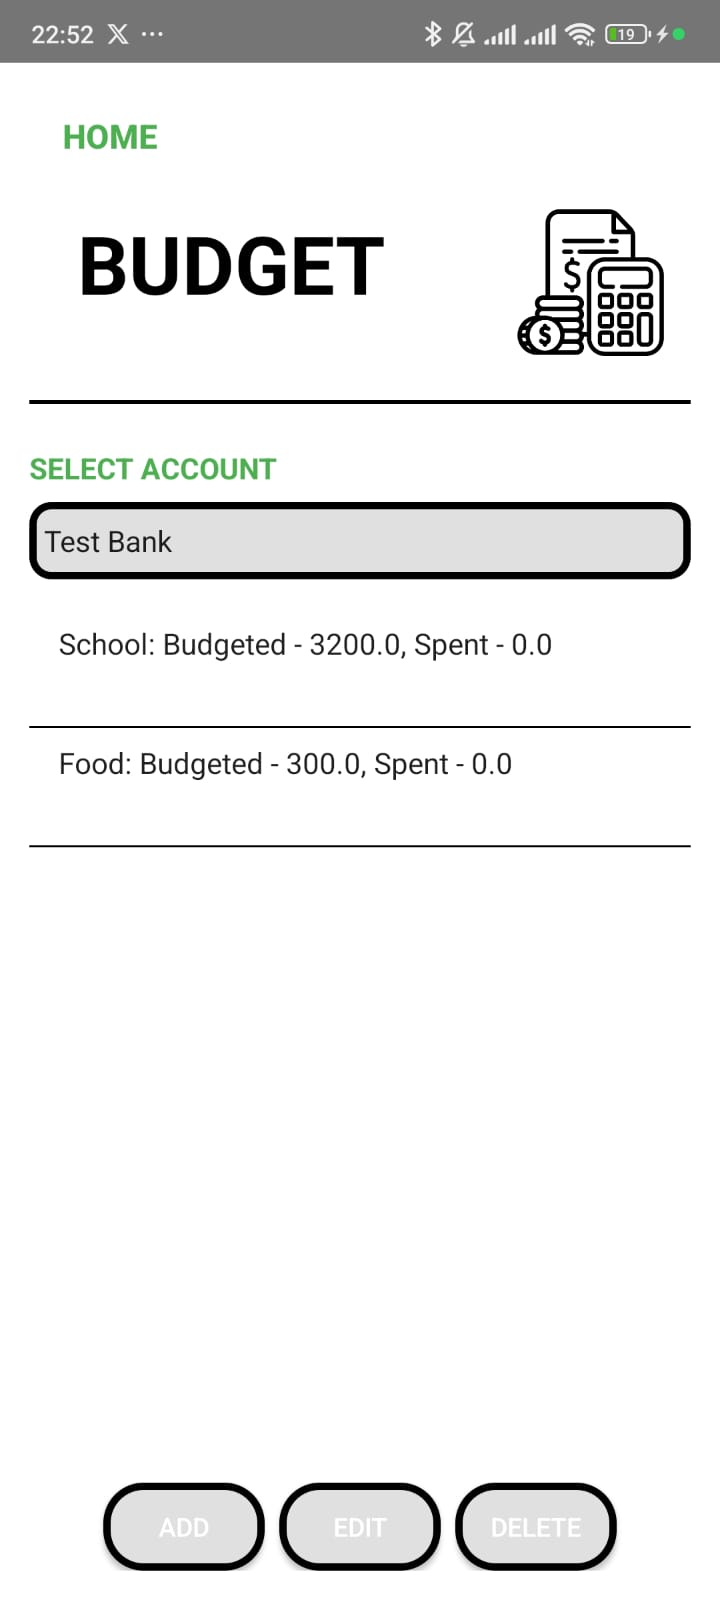 22:52 X ...
19
HOME
BUDGET
$
$
SELECT ACCOUNT
Test Bank
School: Budgeted - 3200.0, Spent - 0.0
Food: Budgeted - 300.0, Spent - 0.0
ADD EDIT DELETE